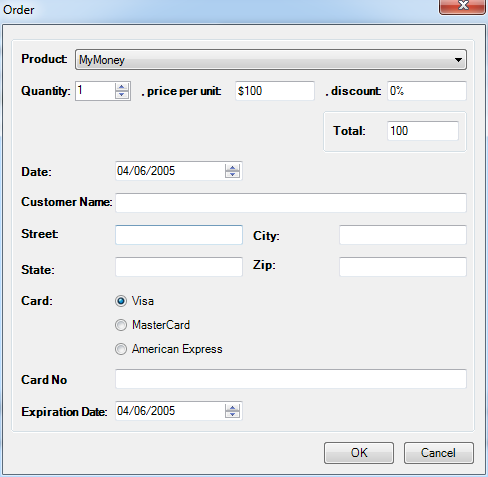 Order
Product: MyMoney
Quantity: 1 , price per unit: $100 , discount: 0%
Total: 100
Date: 04/06/2005
Customer Name:
Street: City:
State: Zip:
Card: Visa
MasterCard
American Express
Card No
Expiration Date: 04/06/2005
OK Cancel